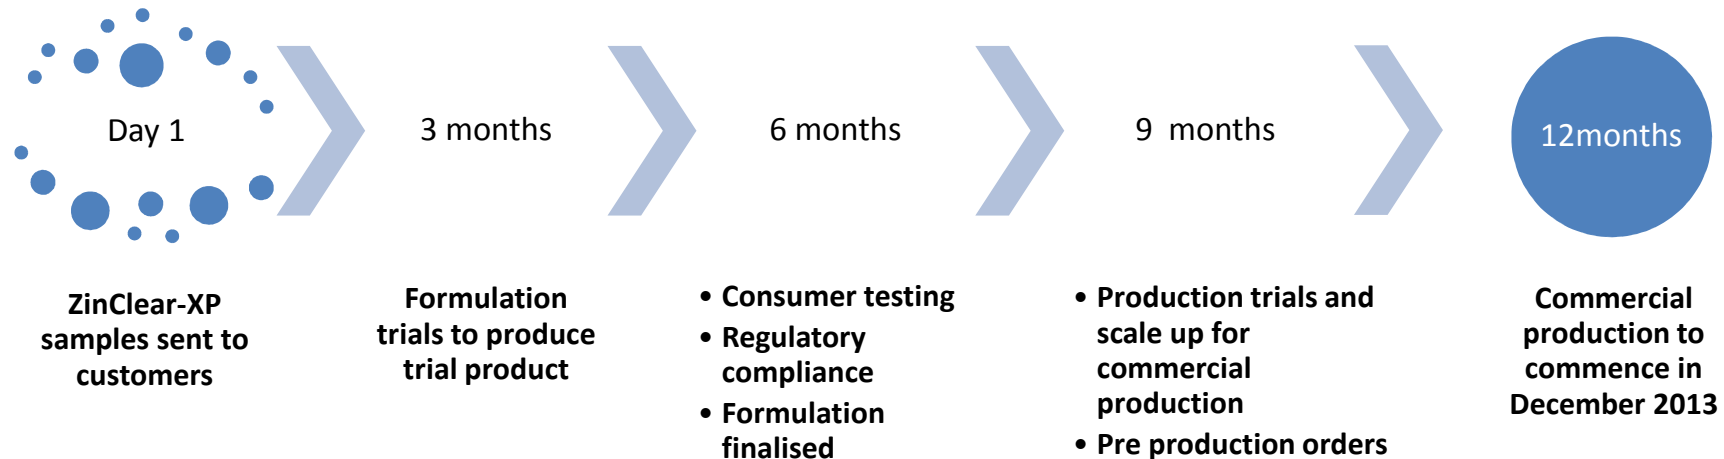 Day 1
3 months
6 months
9 months
12months
ZinClear-XP
samples sent to
customers
Formulation
trials to produce
trial product
• Consumer testing
• Regulatory
compliance
• Formulation
finalised
• Production trials and
scale up for
commercial
production
• Pre production orders
Commercial
production to
commence in
December 2013